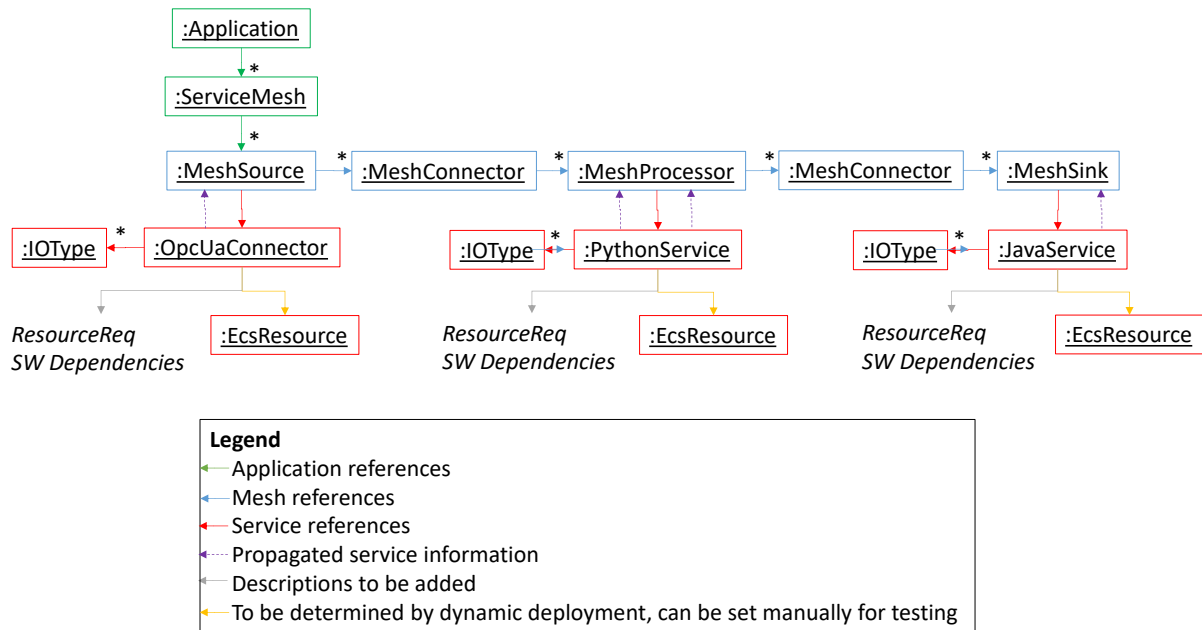 :Application
*
:ServiceMesh
*
:MeshSource
*
:MeshConnector
*
:MeshProcessor
*
:MeshConnector
*
:MeshSink
:IOType
*
:OpcUaConnector
:IOType
*
:PythonService
:IOType
*
:JavaService
ResourceReq
SW Dependencies
:EcsResource
ResourceReq
SW Dependencies
:EcsResource
ResourceReq
SW Dependencies
:EcsResource
Legend
Application references
Mesh references
Service references
Propagated service information
Descriptions to be added
To be determined by dynamic deployment, can be set manually for testing